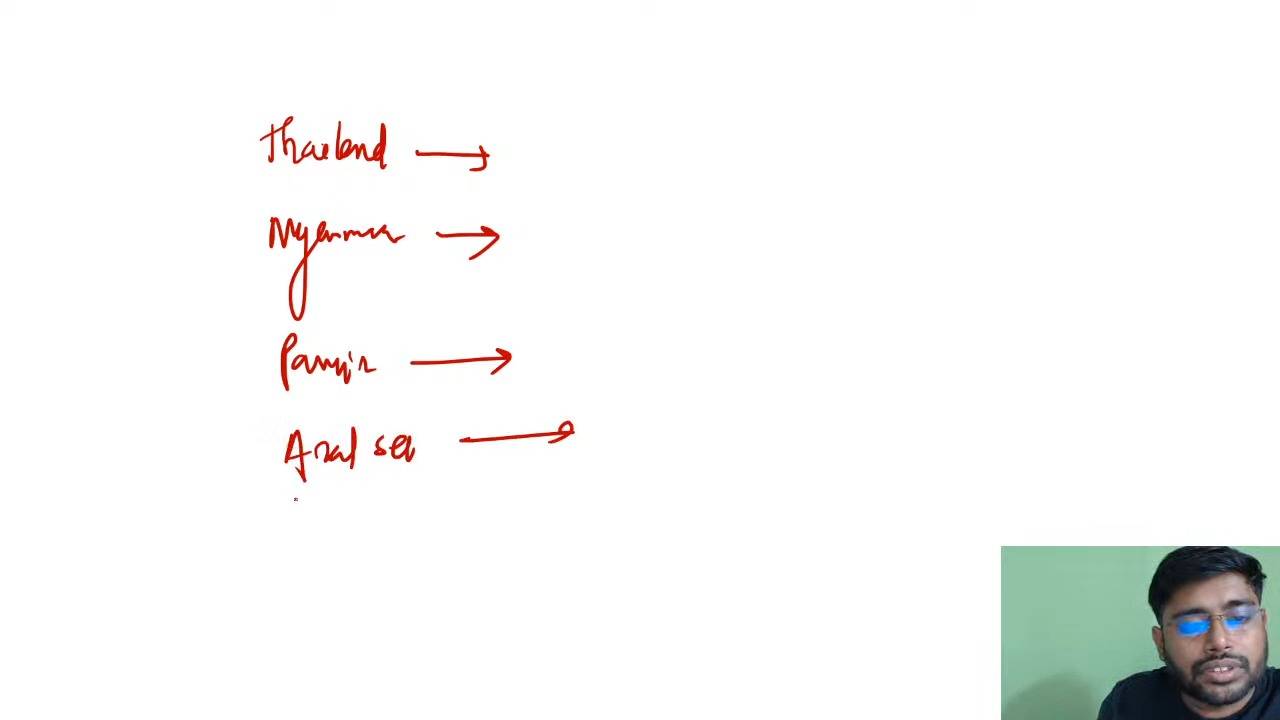 Thailand →
Myanmar →
Pamir →
Aral sea →